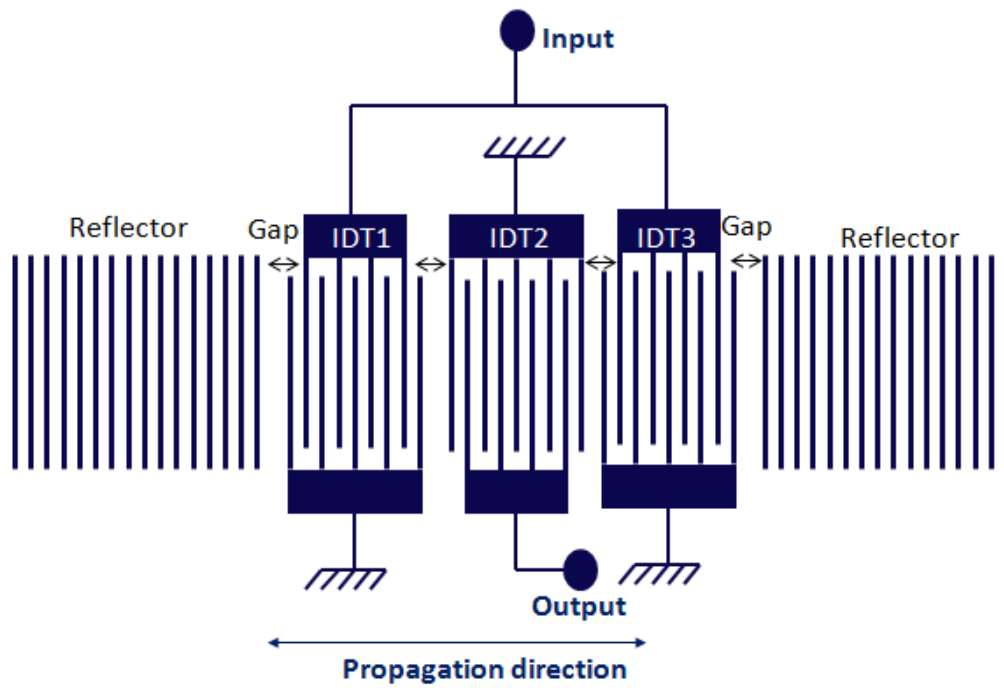 Input
Reflector
Gap
IDT1
IDT2
IDT3
Gap
Reflector
Output
Propagation direction